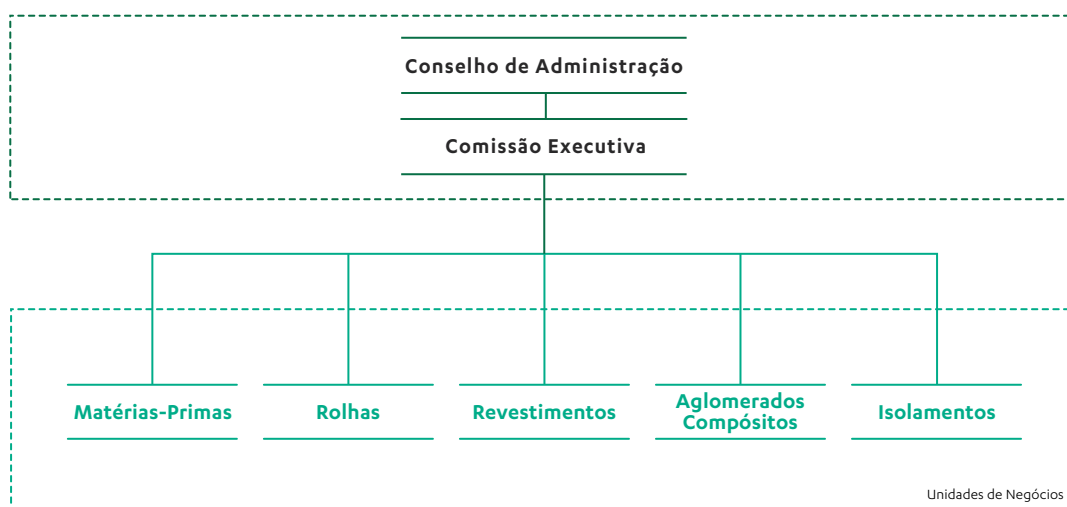 Conselho de Administração
Comissão Executiva
Matérias-Primas
Rolhas
Revestimentos
Aglomerados
Compósitos
Isolamentos
Unidades de Negócios